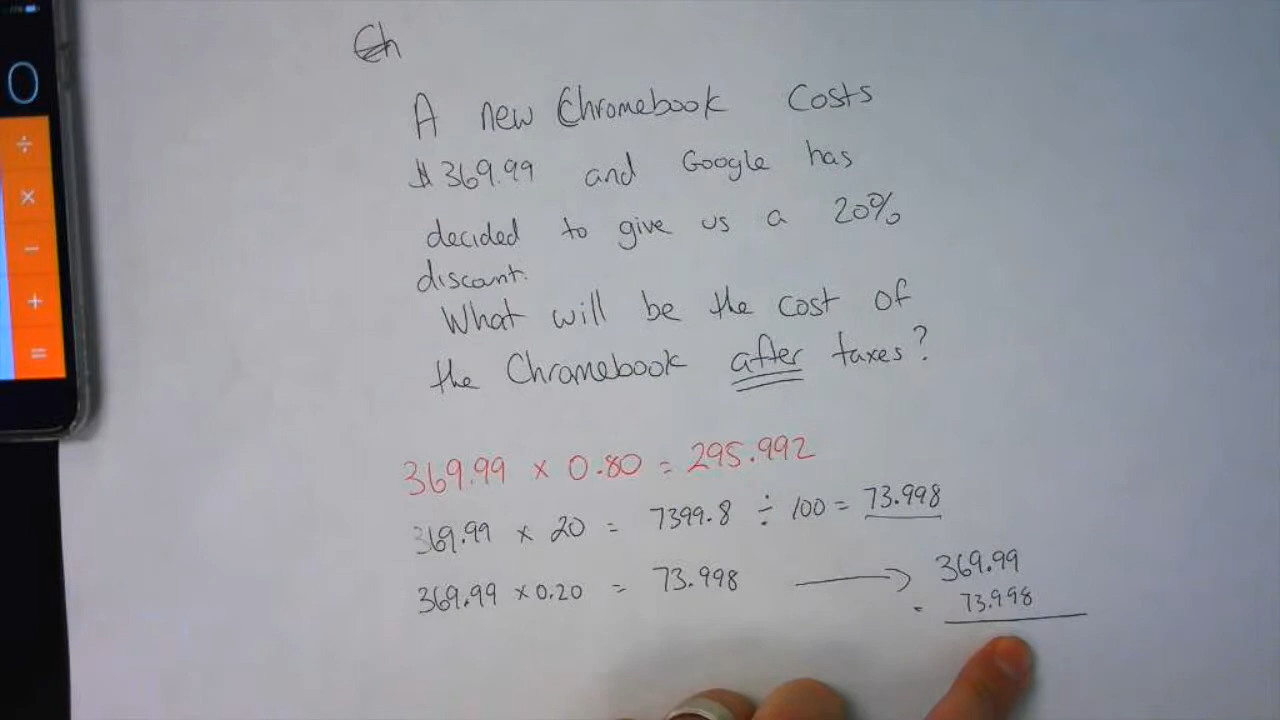 Ch
A new Chromebook costs
$369.99 and Google has
decided to give us a 20%
discount.
What will be the cost of
the Chromebook after taxes?
369.99 x 0.80 = 295.992
369.99 x 20 = 7399.8 ÷ 100 = 73.998
369.99 x 0.20 = 73.998 → 369.99
- 73.998
0
÷
×
−
+
=